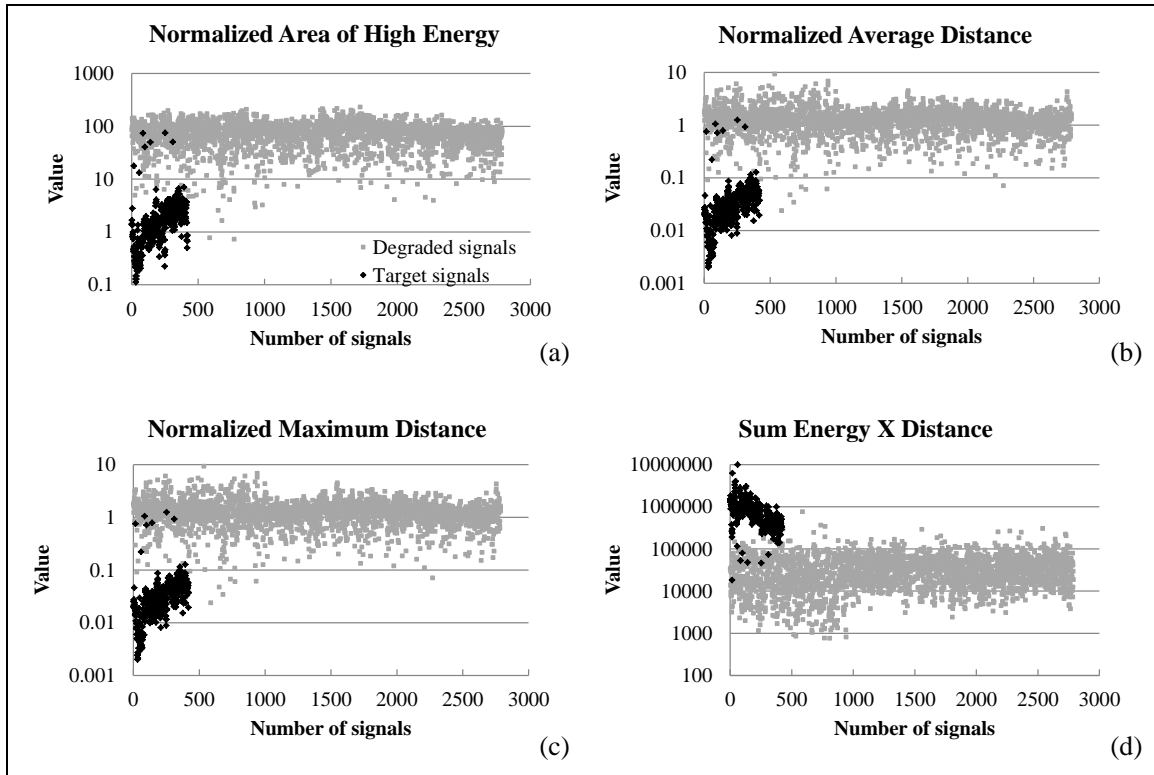 Normalized Area of High Energy
1000
100
10
1
0.1
Value
0 500 1000 1500 2000 2500 3000
Number of signals
Degraded signals
Target signals
(a)
Normalized Average Distance
10
1
0.1
0.01
0.001
Value
0 500 1000 1500 2000 2500 3000
Number of signals
(b)
Normalized Maximum Distance
10
1
0.1
0.01
0.001
Value
0 500 1000 1500 2000 2500 3000
Number of signals
(c)
Sum Energy X Distance
10000000
1000000
100000
10000
1000
100
Value
0 500 1000 1500 2000 2500 3000
Number of signals
(d)